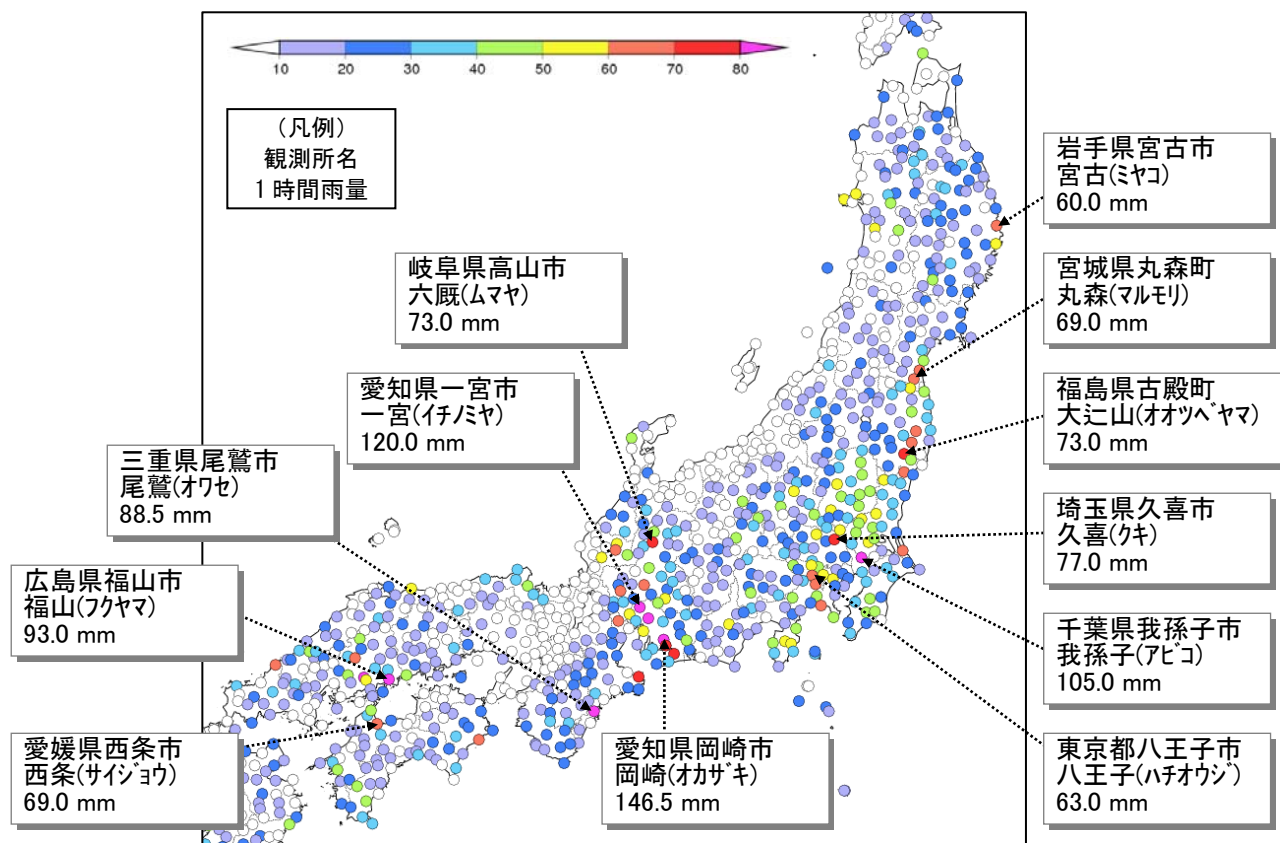 10 20 30 40 50 60 70 80
(凡例)
観測所名
1時間雨量
岩手県宮古市
宮古(ミヤコ)
60.0 mm
岐阜県高山市
六厩(ムマヤ)
73.0 mm
宮城県丸森町
丸森(マルモリ)
69.0 mm
愛知県一宮市
一宮(イチノミヤ)
120.0 mm
福島県古殿町
大辷山(オオツベヤマ)
73.0 mm
三重県尾鷲市
尾鷲(オワセ)
88.5 mm
埼玉県久喜市
久喜(クキ)
77.0 mm
広島県福山市
福山(フクヤマ)
93.0 mm
千葉県我孫子市
我孫子(アビコ)
105.0 mm
愛媛県西条市
西条(サイジョウ)
69.0 mm
愛知県岡崎市
岡崎(オカザキ)
146.5 mm
東京都八王子市
八王子(ハチオウジ)
63.0 mm